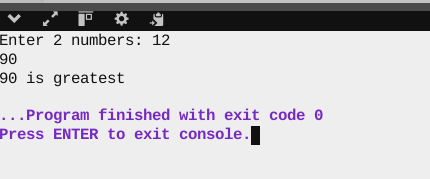 Enter 2 numbers: 12
90
90 is greatest
...Program finished with exit code 0
Press ENTER to exit console.